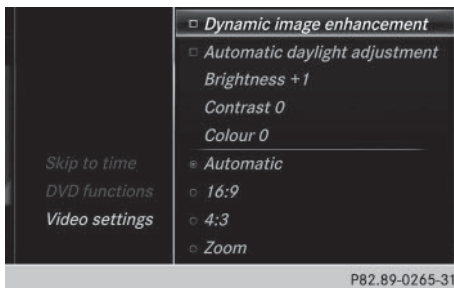 Dynamic image enhancement
Automatic daylight adjustment
Brightness +1
Contrast 0
Colour 0
Skip to time
Automatic
DVD functions
16:9
Video settings
4:3
Zoom
P82.89-0265-31